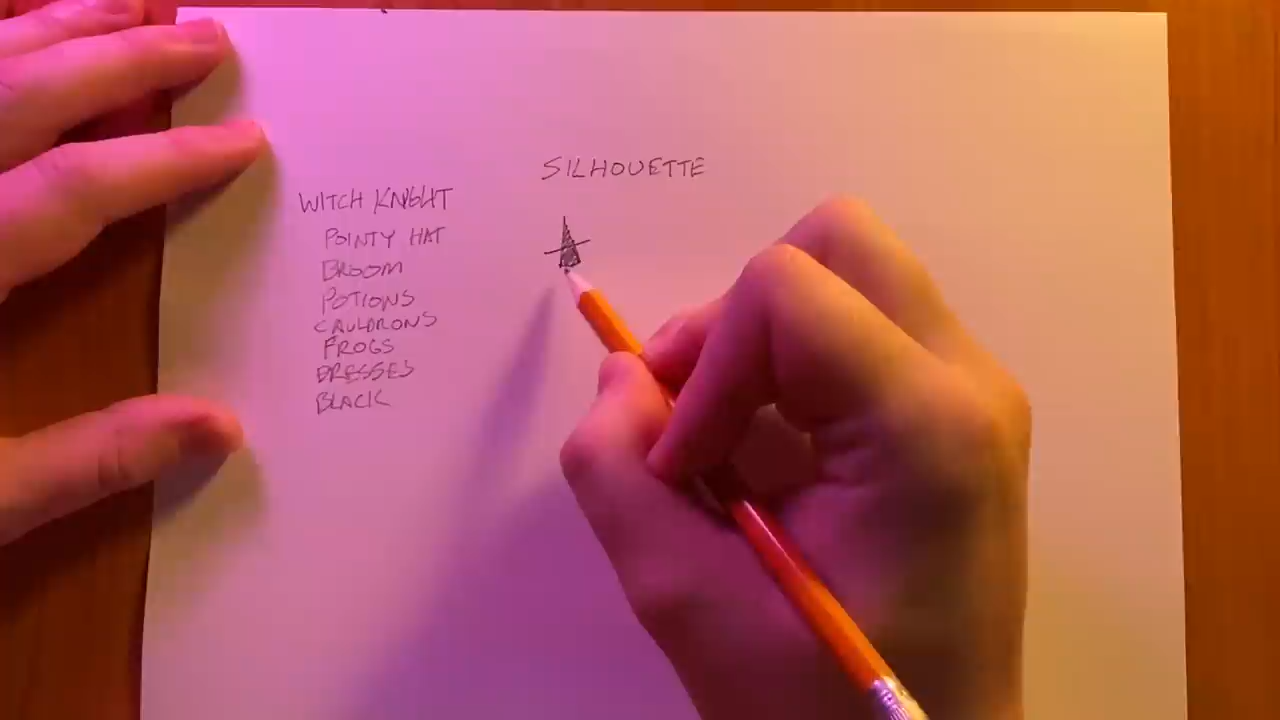 SILHOUETTE
WITCH KNIGHT
POINTY HAT
BROOM
POTIONS
CAULDRONS
FROGS
DRESSES
BLACK